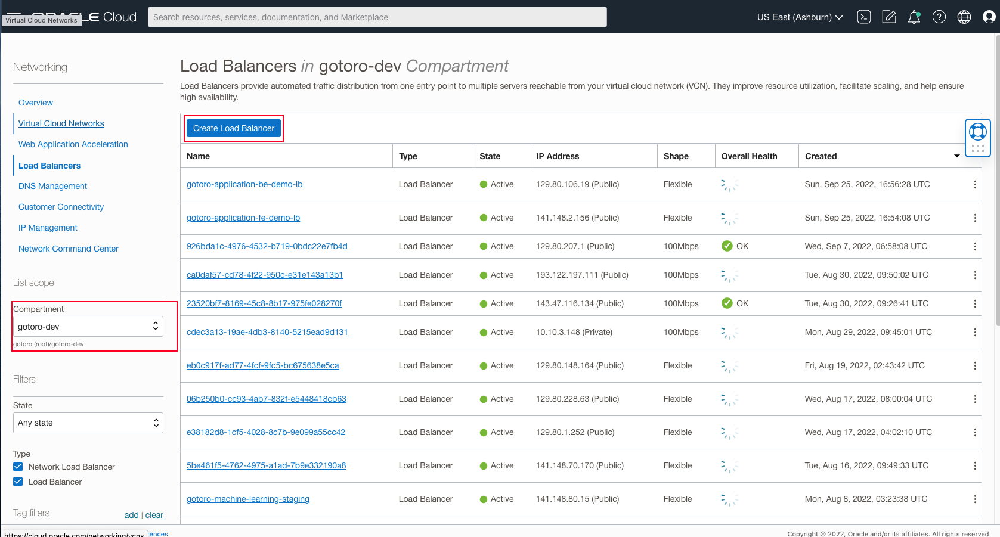 Virtual Cloud Networks
Cloud
Search resources, services, documentation, and Marketplace
US East (Ashburn)
Networking
Overview
Virtual Cloud Networks
Web Application Acceleration
Load Balancers
DNS Management
Customer Connectivity
IP Management
Network Command Center
List scope
Compartment
gotoro-dev
gotoro (root)/gotoro-dev
Filters
State
Any state
Type
Network Load Balancer
Load Balancer
Tag filters add | clear
Load Balancers in gotoro-dev Compartment
Load Balancers provide automated traffic distribution from one entry point to multiple servers reachable from your virtual cloud network (VCN). They improve resource utilization, facilitate scaling, and help ensure
high availability.
Create Load Balancer
Name Type State IP Address Shape Overall Health Created
gotoro-application-be-demo-lb Load Balancer Active 129.80.106.19 (Public) Flexible Sun, Sep 25, 2022, 16:56:28 UTC
gotoro-application-fe-demo-lb Load Balancer Active 141.148.2.156 (Public) Flexible Sun, Sep 25, 2022, 16:54:08 UTC
926bda1c-4976-4532-b719-0bdc22e7fb4d Load Balancer Active 129.80.207.1 (Public) 100Mbps OK Wed, Sep 7, 2022, 06:58:08 UTC
ca0daf57-cd78-4f22-950c-e31e143a13b1 Load Balancer Active 193.122.197.111 (Public) 100Mbps Tue, Aug 30, 2022, 09:50:02 UTC
23520bf7-8169-45c8-8b17-975fe028270f Load Balancer Active 143.47.116.134 (Public) 100Mbps OK Tue, Aug 30, 2022, 09:26:41 UTC
cdec3a13-19ae-4db3-8140-5215ead9d131 Load Balancer Active 10.10.3.148 (Private) 100Mbps Mon, Aug 29, 2022, 09:45:01 UTC
eb0c917f-ad77-4fcf-9fc5-bc675638e5ca Load Balancer Active 129.80.148.164 (Public) Flexible Fri, Aug 19, 2022, 02:43:42 UTC
06b250b0-cc93-4ab7-832f-e5448418cb63 Load Balancer Active 129.80.228.63 (Public) Flexible Wed, Aug 17, 2022, 08:00:04 UTC
e38182d8-1cf5-4028-8c7b-9e099a55cc42 Load Balancer Active 129.80.1.252 (Public) Flexible Wed, Aug 17, 2022, 04:02:10 UTC
5be461f5-4762-4975-a1ad-7b9e332190a8 Load Balancer Active 141.148.70.170 (Public) Flexible Tue, Aug 16, 2022, 09:49:33 UTC
gotoro-machine-learning-staging Load Balancer Active 141.148.80.15 (Public) Flexible Mon, Aug 8, 2022, 03:23:38 UTC
https://cloud.oracle.com/networking/vcns
Copyright © 2022, Oracle and/or its affiliates. All rights reserved.